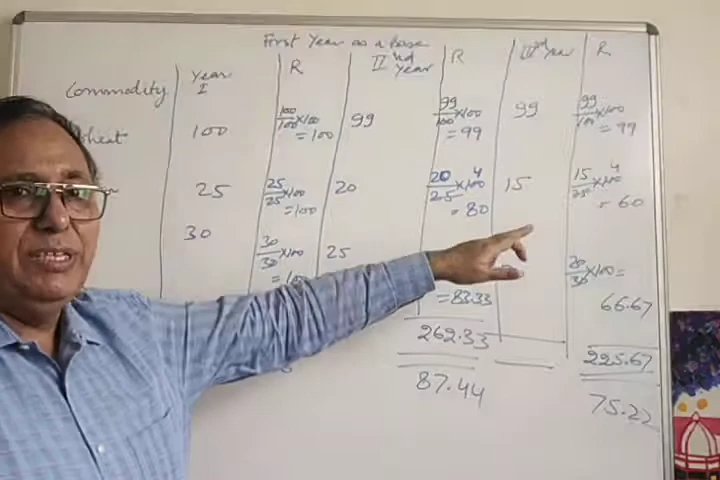 First Year as a base
Commodity Year I R II nd year R III rd year R
Wheat 100 100/100 ×100 = 100 99 99/100 ×100 = 99 99 99/100 ×100 = 99
25 25/25 ×100 = 100 20 20/25 ×100 4 = 80 15 15/25 ×100 4 = 60
30 30/30 ×100 = 100 25 = 83.33 20/30 ×100 = 66.67
262.33 225.67
87.44 75.22